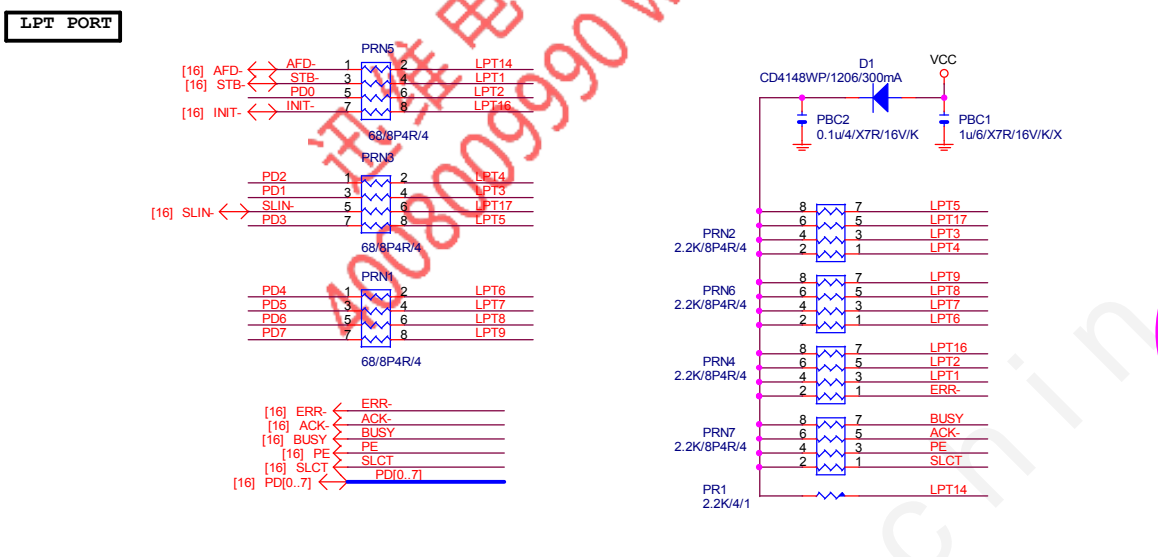 LPT PORT
PRN5
[16] AFD- AFD- 1 2 LPT14
[16] STB- STB- 3 4 LPT1
PD0 5 6 LPT2
[16] INIT- INIT- 7 8 LPT16
68/8P4R/4
PRN3
PD2 1 2 LPT4
PD1 3 4 LPT3
[16] SLIN- SLIN- 5 6 LPT17
PD3 7 8 LPT5
68/8P4R/4
PRN1
PD4 1 2 LPT6
PD5 3 4 LPT7
PD6 5 6 LPT8
PD7 7 8 LPT9
68/8P4R/4
[16] ERR- ERR-
[16] ACK- ACK-
[16] BUSY BUSY
[16] PE PE
[16] SLCT SLCT
[16] PD[0..7] PD[0..7]
D1
CD4148WP/1206/300mA
VCC
PBC2
0.1u/4/X7R/16V/K
PBC1
1u/6/X7R/16V/K/X
8 7 LPT5
6 5 LPT17
PRN2 4 3 LPT3
2.2K/8P4R/4 2 1 LPT4
8 7 LPT9
PRN6 6 5 LPT8
2.2K/8P4R/4 4 3 LPT7
2 1 LPT6
8 7 LPT16
PRN4 6 5 LPT2
2.2K/8P4R/4 4 3 LPT1
2 1 ERR-
8 7 BUSY
PRN7 6 5 ACK-
2.2K/8P4R/4 4 3 PE
2 1 SLCT
PR1 LPT14
2.2K/4/1
迅维电
4008009990 W
c n i n